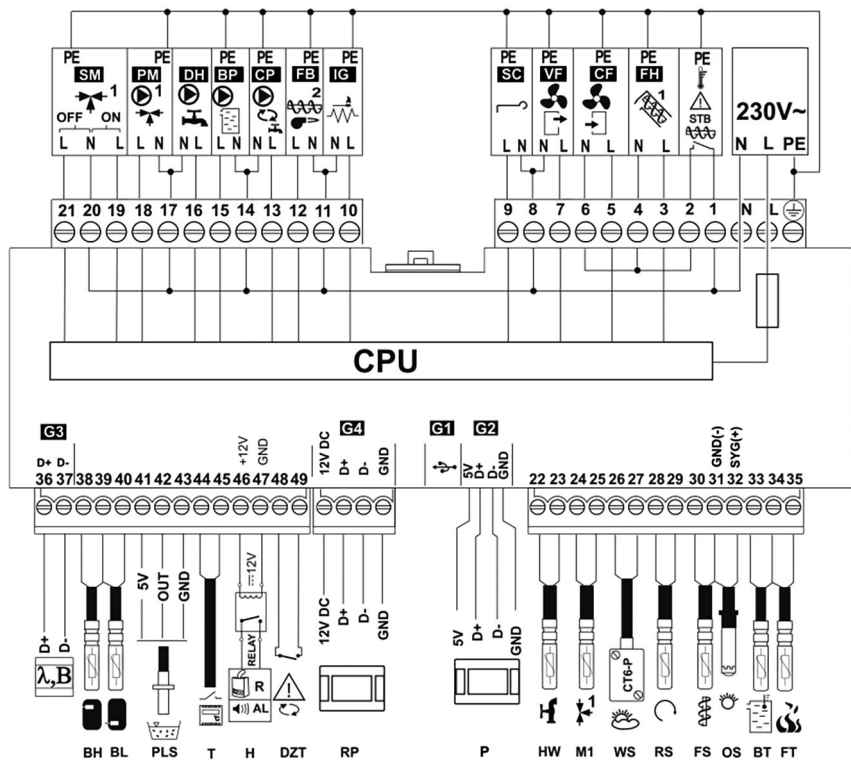 PE PE PE PE PE PE PE PE PE PE PE
SM PM DH BP CP FB IG SC VF CF FH
1 1 2 1
STB
230V~
OFF ON
L N L L N L L N L L N L L N L N L N L N L N L PE
21 20 19 18 17 16 15 14 13 12 11 10 9 8 7 6 5 4 3 2 1 N L
CPU
G3 G4 G1 G2
D+ D- +12V GND 12V DC D+ D- GND 5V D+ D- GND GND(-) SYG(+)
36 37 38 39 40 41 42 43 44 45 46 47 48 49 22 23 24 25 26 27 28 29 30 31 32 33 34 35
12V
5V OUT GND
RELAY
D+ D- 12V DC D+ D- GND 5V D+ D- GND
λ,B
CT6-P
R
AL
1
BH BL PLS T H DZT RP P HW M1 WS RS FS OS BT FT